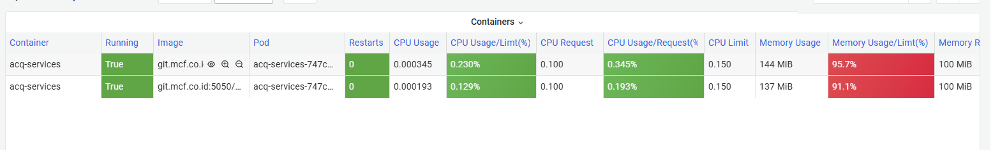 Containers
Container Running Image Pod Restarts CPU Usage CPU Usage/Limt(%) CPU Request CPU Usage/Request(% CPU Limit Memory Usage Memory Usage/Limt(%) Memory R
acq-services True git.mcf.co.i acq-services-747c... 0 0.000345 0.230% 0.100 0.345% 0.150 144 MiB 95.7% 100 MiB
acq-services True git.mcf.co.id:5050/... acq-services-747c... 0 0.000193 0.129% 0.100 0.193% 0.150 137 MiB 91.1% 100 MiB